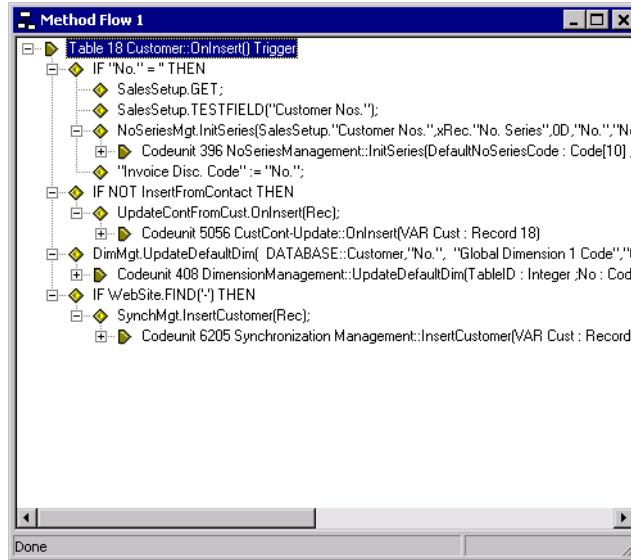 Method Flow 1
Table 18 Customer::OnInsert() Trigger
IF "No." = '' THEN
SalesSetup.GET;
SalesSetup.TESTFIELD("Customer Nos.");
NoSeriesMgt.InitSeries(SalesSetup."Customer Nos.",xRec."No. Series",0D,"No.","No
Codeunit 396 NoSeriesManagement::InitSeries(DefaultNoSeriesCode : Code[10] ,
"Invoice Disc. Code" := "No.";
IF NOT InsertFromContact THEN
UpdateContFromCust.OnInsert(Rec);
Codeunit 5056 CustCont-Update::OnInsert(VAR Cust : Record 18)
DimMgt.UpdateDefaultDim( DATABASE::Customer,"No.", "Global Dimension 1 Code","
Codeunit 408 DimensionManagement::UpdateDefaultDim(TableID : Integer ;No : Cod
IF WebSite.FIND('-') THEN
SynchMgt.InsertCustomer(Rec);
Codeunit 6205 Synchronization Management::InsertCustomer(VAR Cust : Record
Done